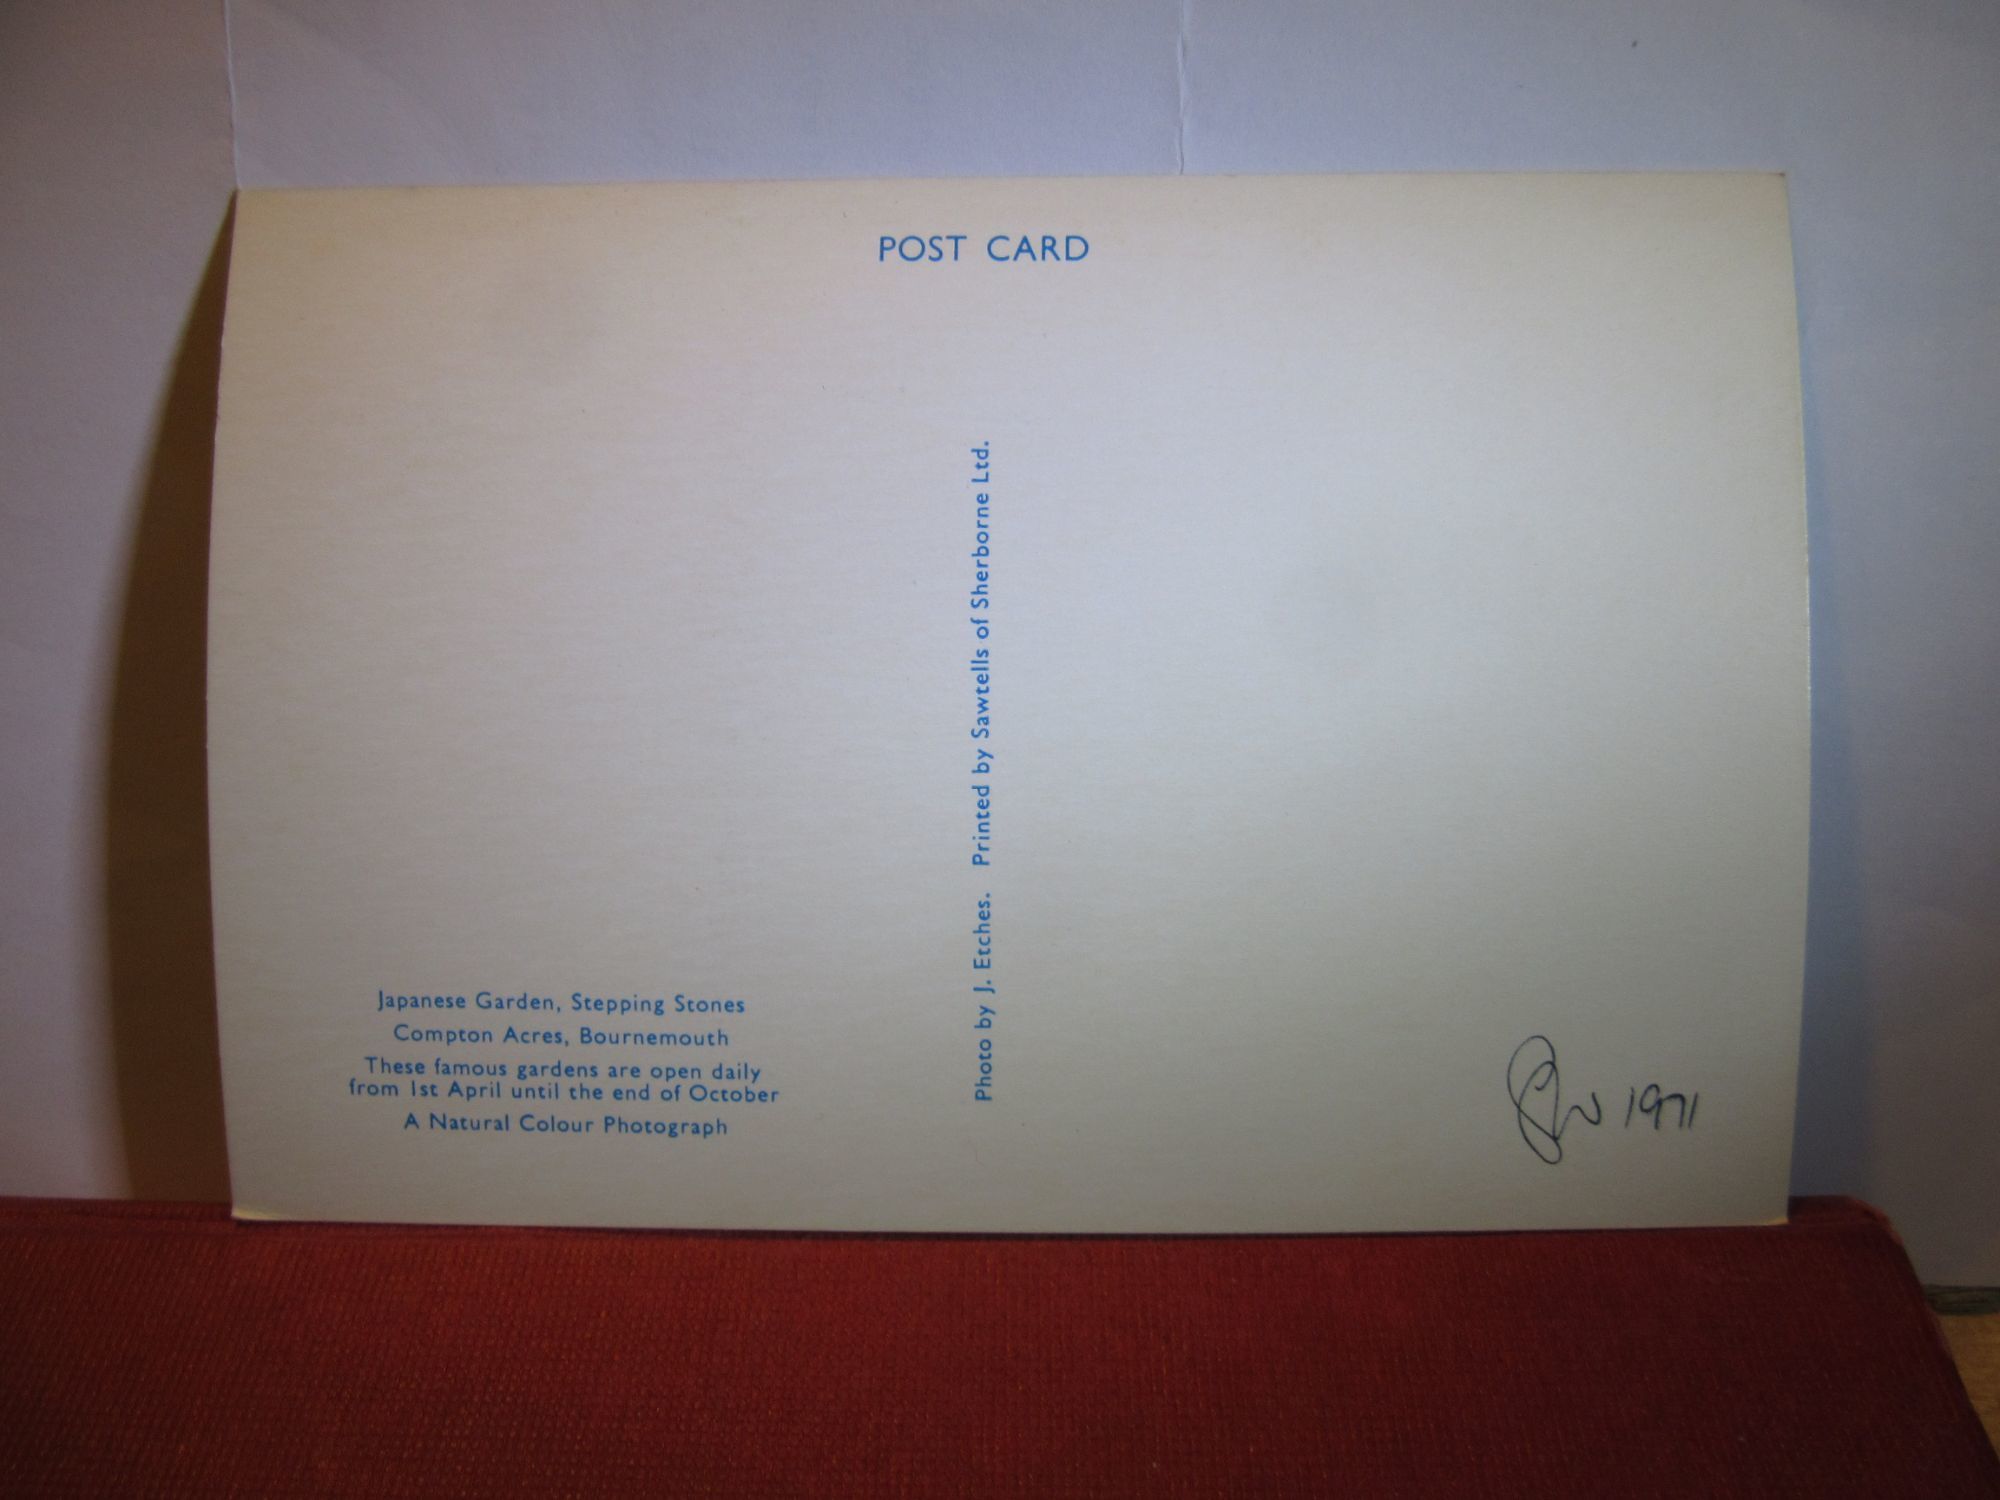 POST CARD
Photo by J. Etches. Printed by Sawtells of Sherborne Ltd.
Japanese Garden, Stepping Stones
Compton Acres, Bournemouth
These famous gardens are open daily
from 1st April until the end of October
A Natural Colour Photograph
1971